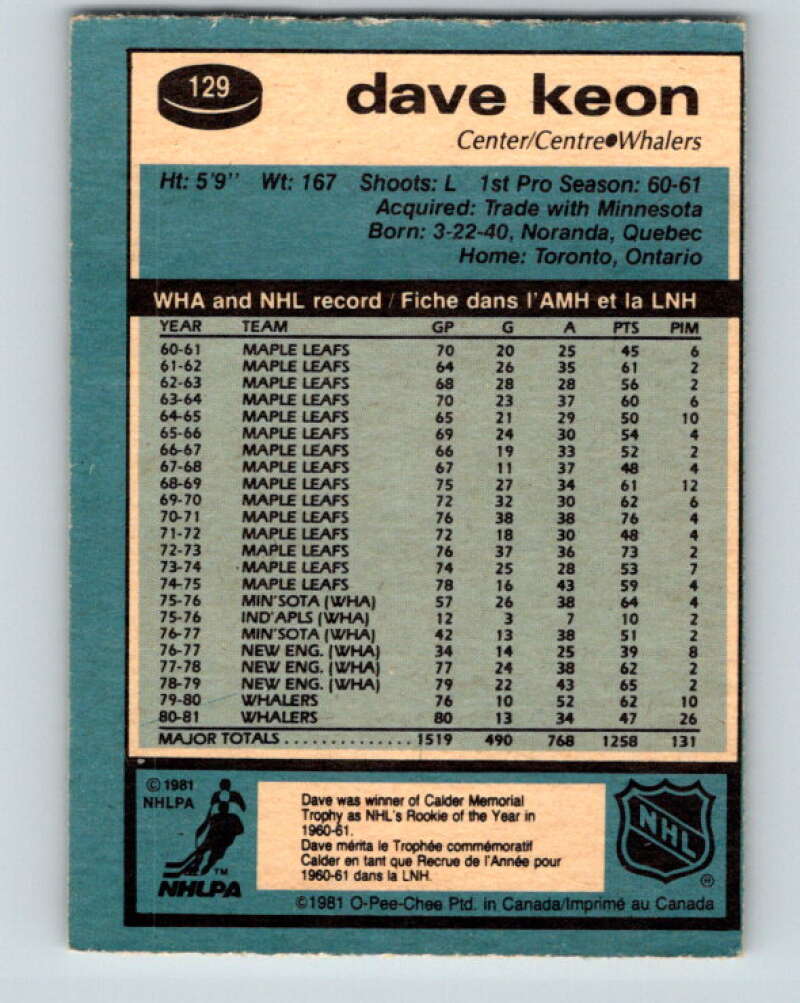 129
dave keon
Center/Centre●Whalers
Ht: 5'9" Wt: 167 Shoots: L 1st Pro Season: 60-61
Acquired: Trade with Minnesota
Born: 3-22-40, Noranda, Quebec
Home: Toronto, Ontario
WHA and NHL record / Fiche dans l'AMH et la LNH
YEAR TEAM GP G A PTS PIM
60-61 MAPLE LEAFS 70 20 25 45 6
61-62 MAPLE LEAFS 64 26 35 61 2
62-63 MAPLE LEAFS 68 28 28 56 2
63-64 MAPLE LEAFS 70 23 37 60 6
64-65 MAPLE LEAFS 65 21 29 50 10
65-66 MAPLE LEAFS 69 24 30 54 4
66-67 MAPLE LEAFS 66 19 33 52 2
67-68 MAPLE LEAFS 67 11 37 48 4
68-69 MAPLE LEAFS 75 27 34 61 12
69-70 MAPLE LEAFS 72 32 30 62 6
70-71 MAPLE LEAFS 76 38 38 76 4
71-72 MAPLE LEAFS 72 18 30 48 4
72-73 MAPLE LEAFS 76 37 36 73 2
73-74 MAPLE LEAFS 74 25 28 53 7
74-75 MAPLE LEAFS 78 16 43 59 4
75-76 MIN'SOTA (WHA) 57 26 38 64 4
75-76 IND'APLS (WHA) 12 3 7 10 2
76-77 MIN'SOTA (WHA) 42 13 38 51 2
76-77 NEW ENG. (WHA) 34 14 25 39 8
77-78 NEW ENG. (WHA) 77 24 38 62 2
78-79 NEW ENG. (WHA) 79 22 43 65 2
79-80 WHALERS 76 10 52 62 10
80-81 WHALERS 80 13 34 47 26
MAJOR TOTALS.............. 1519 490 768 1258 131
© 1981
NHLPA
TM
NHLPA
Dave was winner of Calder Memorial
Trophy as NHL's Rookie of the Year in
1960-61.
Dave mérita le Trophée commémoratif
Calder en tant que Recrue de l'Année pour
1960-61 dans la LNH.
NHL
®
©1981 O-Pee-Chee Ptd. in Canada/Imprimé au Canada